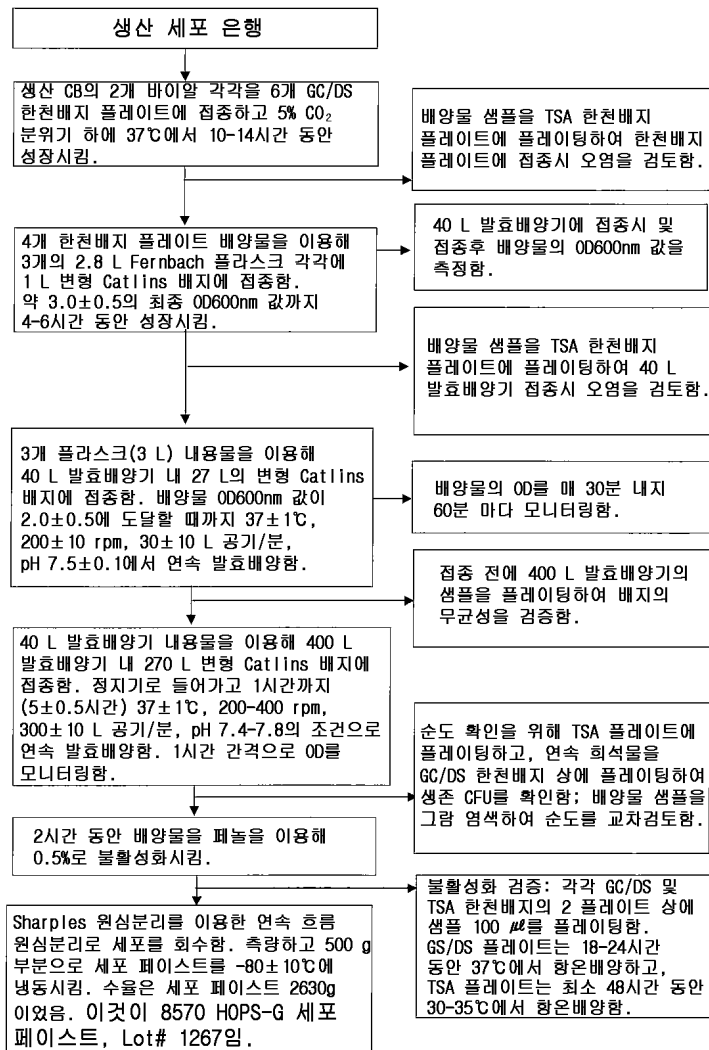 생산 세포 은행
생산 CB의 2개 바이알 각각을 6개 GC/DS
한천배지 플레이트에 접종하고 5% CO₂
분위기 하에 37℃에서 10-14시간 동안
성장시킴.
배양물 샘플을 TSA 한천배지
플레이트에 플레이팅하여 한천배지
플레이트에 접종시 오염을 검토함.
4개 한천배지 플레이트 배양물을 이용해
3개의 2.8 L Fernbach 플라스크 각각에
1 L 변형 Catlins 배지에 접종함.
약 3.0±0.5의 최종 OD600nm 값까지
4-6시간 동안 성장시킴.
40 L 발효배양기에 접종시 및
접종후 배양물의 OD600nm 값을
측정함.
배양물 샘플을 TSA 한천배지
플레이트에 플레이팅하여 40 L
발효배양기 접종시 오염을 검토함.
3개 플라스크(3 L) 내용물을 이용해
40 L 발효배양기 내 27 L의 변형 Catlins
배지에 접종함. 배양물 OD600nm 값이
2.0±0.5에 도달할 때까지 37±1℃,
200±10 rpm, 30±10 L 공기/분,
pH 7.5±0.1에서 연속 발효배양함.
배양물의 OD를 매 30분 내지
60분 마다 모니터링함.
접종 전에 400 L 발효배양기의
샘플을 플레이팅하여 배지의
무균성을 검증함.
40 L 발효배양기 내용물을 이용해 400 L
발효배양기 내 270 L 변형 Catlins 배지에
접종함. 정지기로 들어가고 1시간까지
(5±0.5시간) 37±1℃, 200-400 rpm,
300±10 L 공기/분, pH 7.4-7.8의 조건으로
연속 발효배양함. 1시간 간격으로 OD를
모니터링함.
순도 확인을 위해 TSA 플레이트에
플레이팅하고, 연속 희석물을
GC/DS 한천배지 상에 플레이팅하여
생존 CFU를 확인함; 배양물 샘플을
그람 염색하여 순도를 교차검토함.
2시간 동안 배양물을 페놀을 이용해
0.5%로 불활성화시킴.
불활성화 검증: 각각 GC/DS 및
TSA 한천배지의 2 플레이트 상에
샘플 100 ㎕를 플레이팅함.
GS/DS 플레이트는 18-24시간
동안 37℃에서 항온배양하고,
TSA 플레이트는 최소 48시간 동안
30-35℃에서 항온배양함.
Sharples 원심분리를 이용한 연속 흐름
원심분리로 세포를 회수함. 측량하고 500 g
부분으로 세포 페이스트를 -80±10℃에
냉동시킴. 수율은 세포 페이스트 2630g
이었음. 이것이 8570 HOPS-G 세포
페이스트, Lot# 1267임.